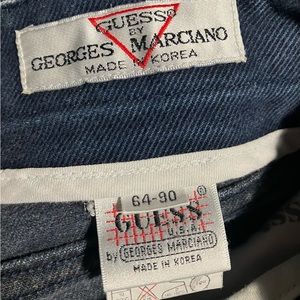 GUESS®
BY
GEORGES MARCIANO
MADE IN KOREA
64-90
GUESS®
U.S.A.
by GEORGES MARCIANO
MADE IN KOREA